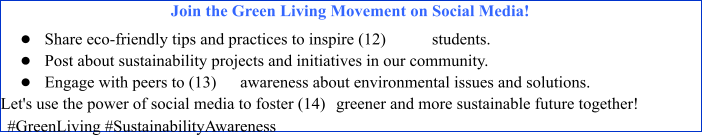 Join the Green Living Movement on Social Media!
● Share eco-friendly tips and practices to inspire (12) students.
● Post about sustainability projects and initiatives in our community.
● Engage with peers to (13) awareness about environmental issues and solutions.
Let's use the power of social media to foster (14) greener and more sustainable future together!
#GreenLiving #SustainabilityAwareness